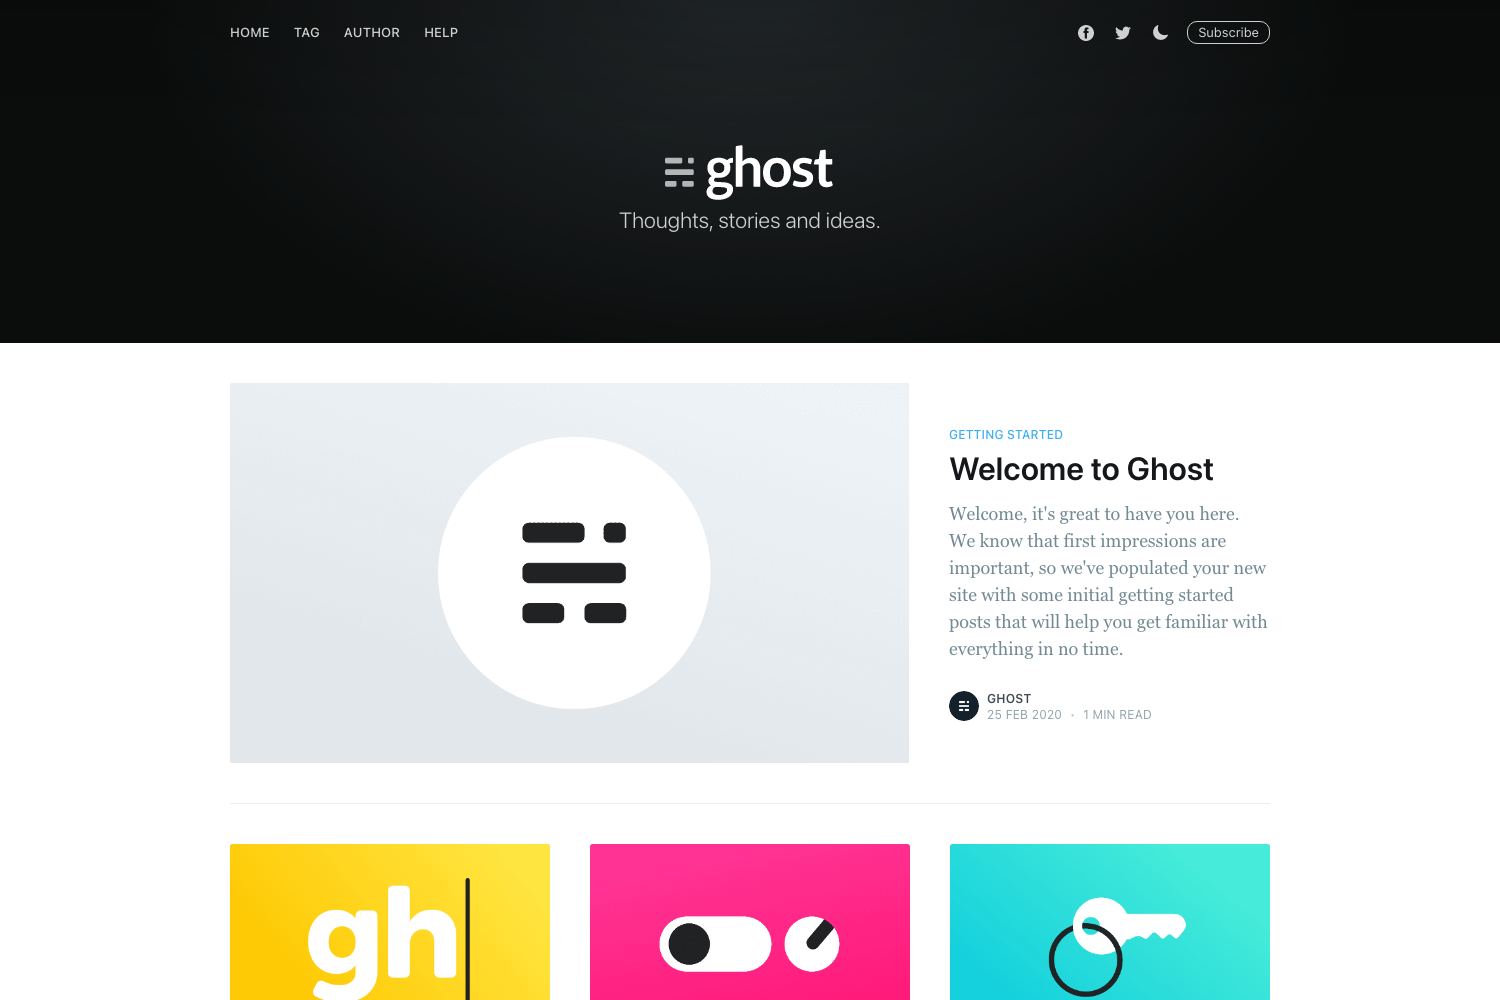 HOME TAG AUTHOR HELP
Subscribe
ghost
Thoughts, stories and ideas.
GETTING STARTED
Welcome to Ghost
Welcome, it's great to have you here.
We know that first impressions are
important, so we've populated your new
site with some initial getting started
posts that will help you get familiar with
everything in no time.
GHOST
25 FEB 2020 • 1 MIN READ
gh